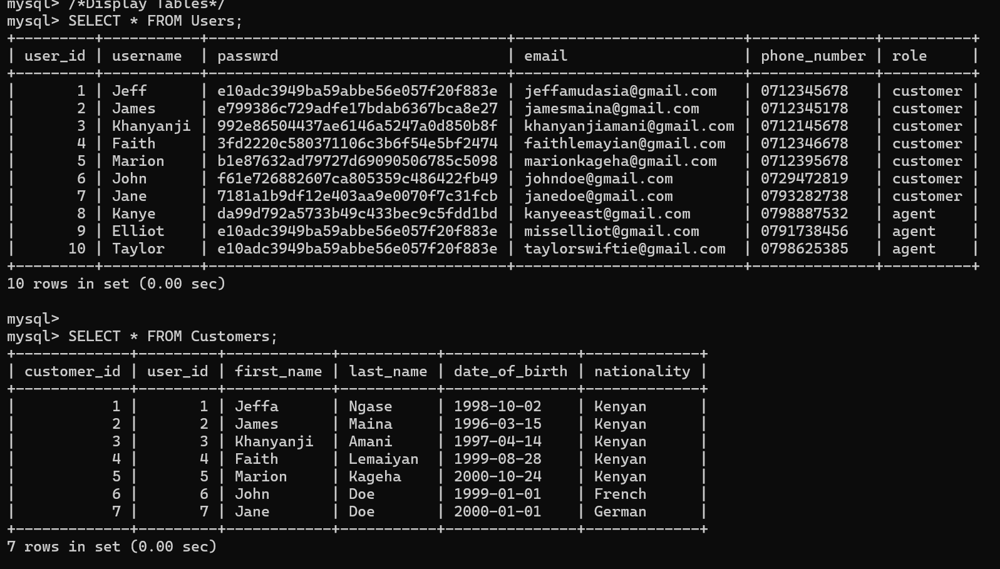 mysql> /*Display Tables*/
mysql> SELECT * FROM Users;
+---------+-----------+----------------------------------+--------------------------+--------------+----------+
| user_id | username  | passwrd                          | email                    | phone_number | role     |
+---------+-----------+----------------------------------+--------------------------+--------------+----------+
|       1 | Jeff      | e10adc3949ba59abbe56e057f20f883e | jeffamudasia@gmail.com   | 0712345678   | customer |
|       2 | James     | e799386c729adfe17bdab6367bca8e27 | jamesmaina@gmail.com     | 0712345178   | customer |
|       3 | Khanyanji | 992e86504437ae6146a5247a0d850b8f | khanyanjiamani@gmail.com | 0712145678   | customer |
|       4 | Faith     | 3fd2220c580371106c3b6f54e5bf2474 | faithlemayian@gmail.com  | 0712346678   | customer |
|       5 | Marion    | b1e87632ad79727d69090506785c5098 | marionkageha@gmail.com   | 0712395678   | customer |
|       6 | John      | f61e726882607ca805359c486422fb49 | johndoe@gmail.com        | 0729472819   | customer |
|       7 | Jane      | 7181a1b9df12e403aa9e0070f7c31fcb | janedoe@gmail.com        | 0793282738   | customer |
|       8 | Kanye     | da99d792a5733b49c433bec9c5fdd1bd | kanyeeast@gmail.com      | 0798887532   | agent    |
|       9 | Elliot    | e10adc3949ba59abbe56e057f20f883e | misselliot@gmail.com     | 0791738456   | agent    |
|      10 | Taylor    | e10adc3949ba59abbe56e057f20f883e | taylorswiftie@gmail.com  | 0798625385   | agent    |
+---------+-----------+----------------------------------+--------------------------+--------------+----------+
10 rows in set (0.00 sec)

mysql>
mysql> SELECT * FROM Customers;
+-------------+---------+------------+-----------+---------------+-------------+
| customer_id | user_id | first_name | last_name | date_of_birth | nationality |
+-------------+---------+------------+-----------+---------------+-------------+
|           1 |       1 | Jeffa      | Ngase     | 1998-10-02    | Kenyan      |
|           2 |       2 | James      | Maina     | 1996-03-15    | Kenyan      |
|           3 |       3 | Khanyanji  | Amani     | 1997-04-14    | Kenyan      |
|           4 |       4 | Faith      | Lemaiyan  | 1999-08-28    | Kenyan      |
|           5 |       5 | Marion     | Kageha    | 2000-10-24    | Kenyan      |
|           6 |       6 | John       | Doe       | 1999-01-01    | French      |
|           7 |       7 | Jane       | Doe       | 2000-01-01    | German      |
+-------------+---------+------------+-----------+---------------+-------------+
7 rows in set (0.00 sec)